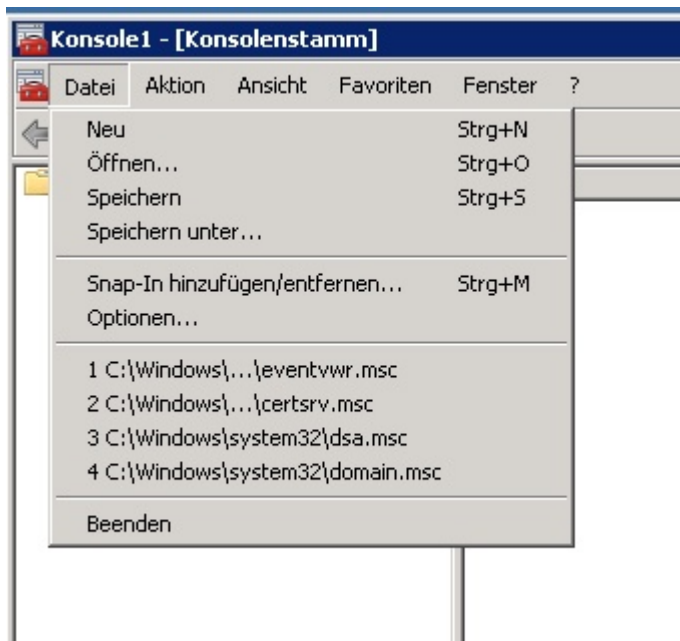 Konsole1 - [Konsolenstamm]
Datei Aktion Ansicht Favoriten Fenster ?
Neu Strg+N
Öffnen... Strg+O
Speichern Strg+S
Speichern unter...
Snap-In hinzufügen/entfernen... Strg+M
Optionen...
1 C:\Windows\...\eventvwr.msc
2 C:\Windows\...\certsrv.msc
3 C:\Windows\system32\dsa.msc
4 C:\Windows\system32\domain.msc
Beenden